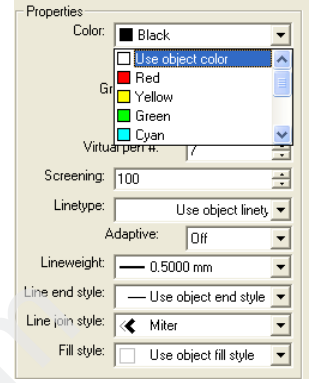 Properties
Color: Black
Use object color
Red
Gr
Yellow
Green
Cyan
Virtual pen #: 7
Screening: 100
Linetype: Use object linety
Adaptive: Off
Lineweight: 0.5000 mm
Line end style: Use object end style
Line join style: Miter
Fill style: Use object fill style